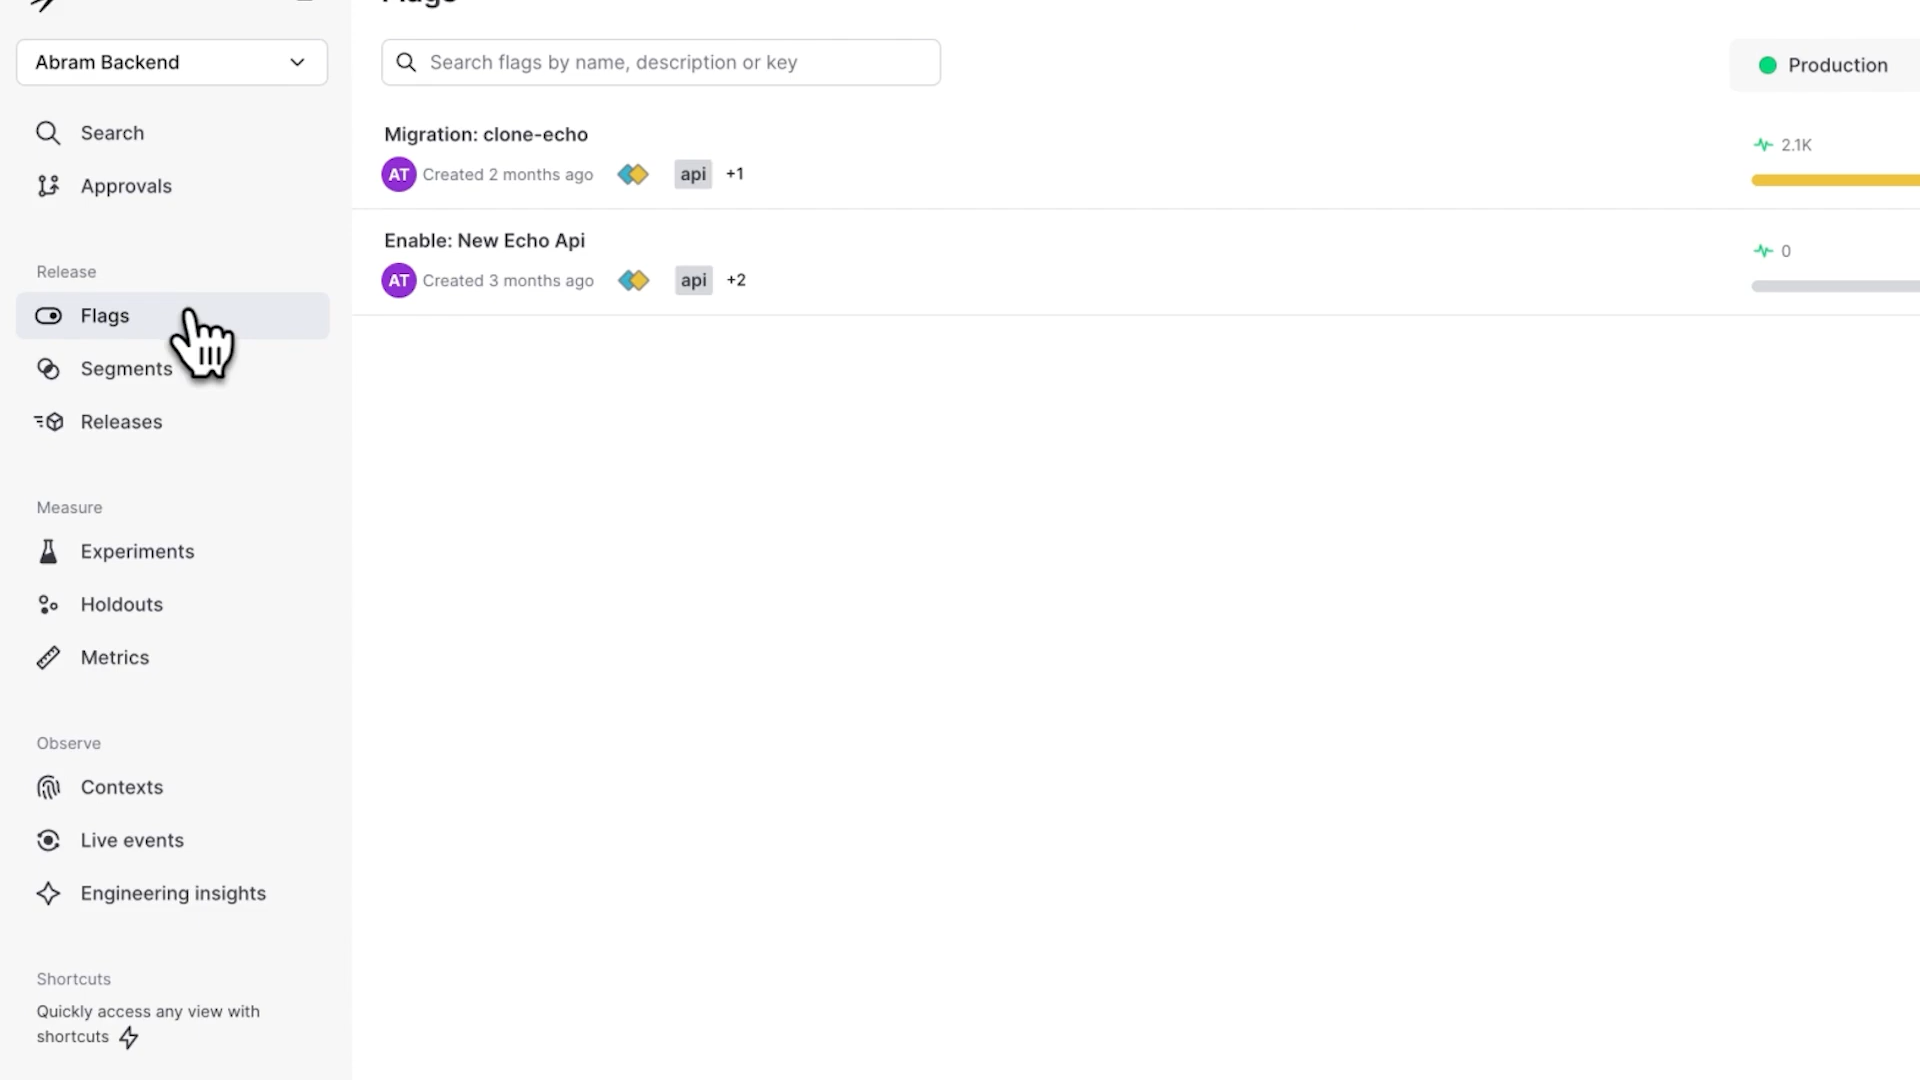 Flags
Abram Backend
Search flags by name, description or key
Production
Search
Approvals
Release
Flags
Segments
Releases
Measure
Experiments
Holdouts
Metrics
Observe
Contexts
Live events
Engineering insights
Shortcuts
Quickly access any view with
shortcuts
Migration: clone-echo
2.1K
AT Created 2 months ago api +1
Enable: New Echo Api
0
AT Created 3 months ago api +2